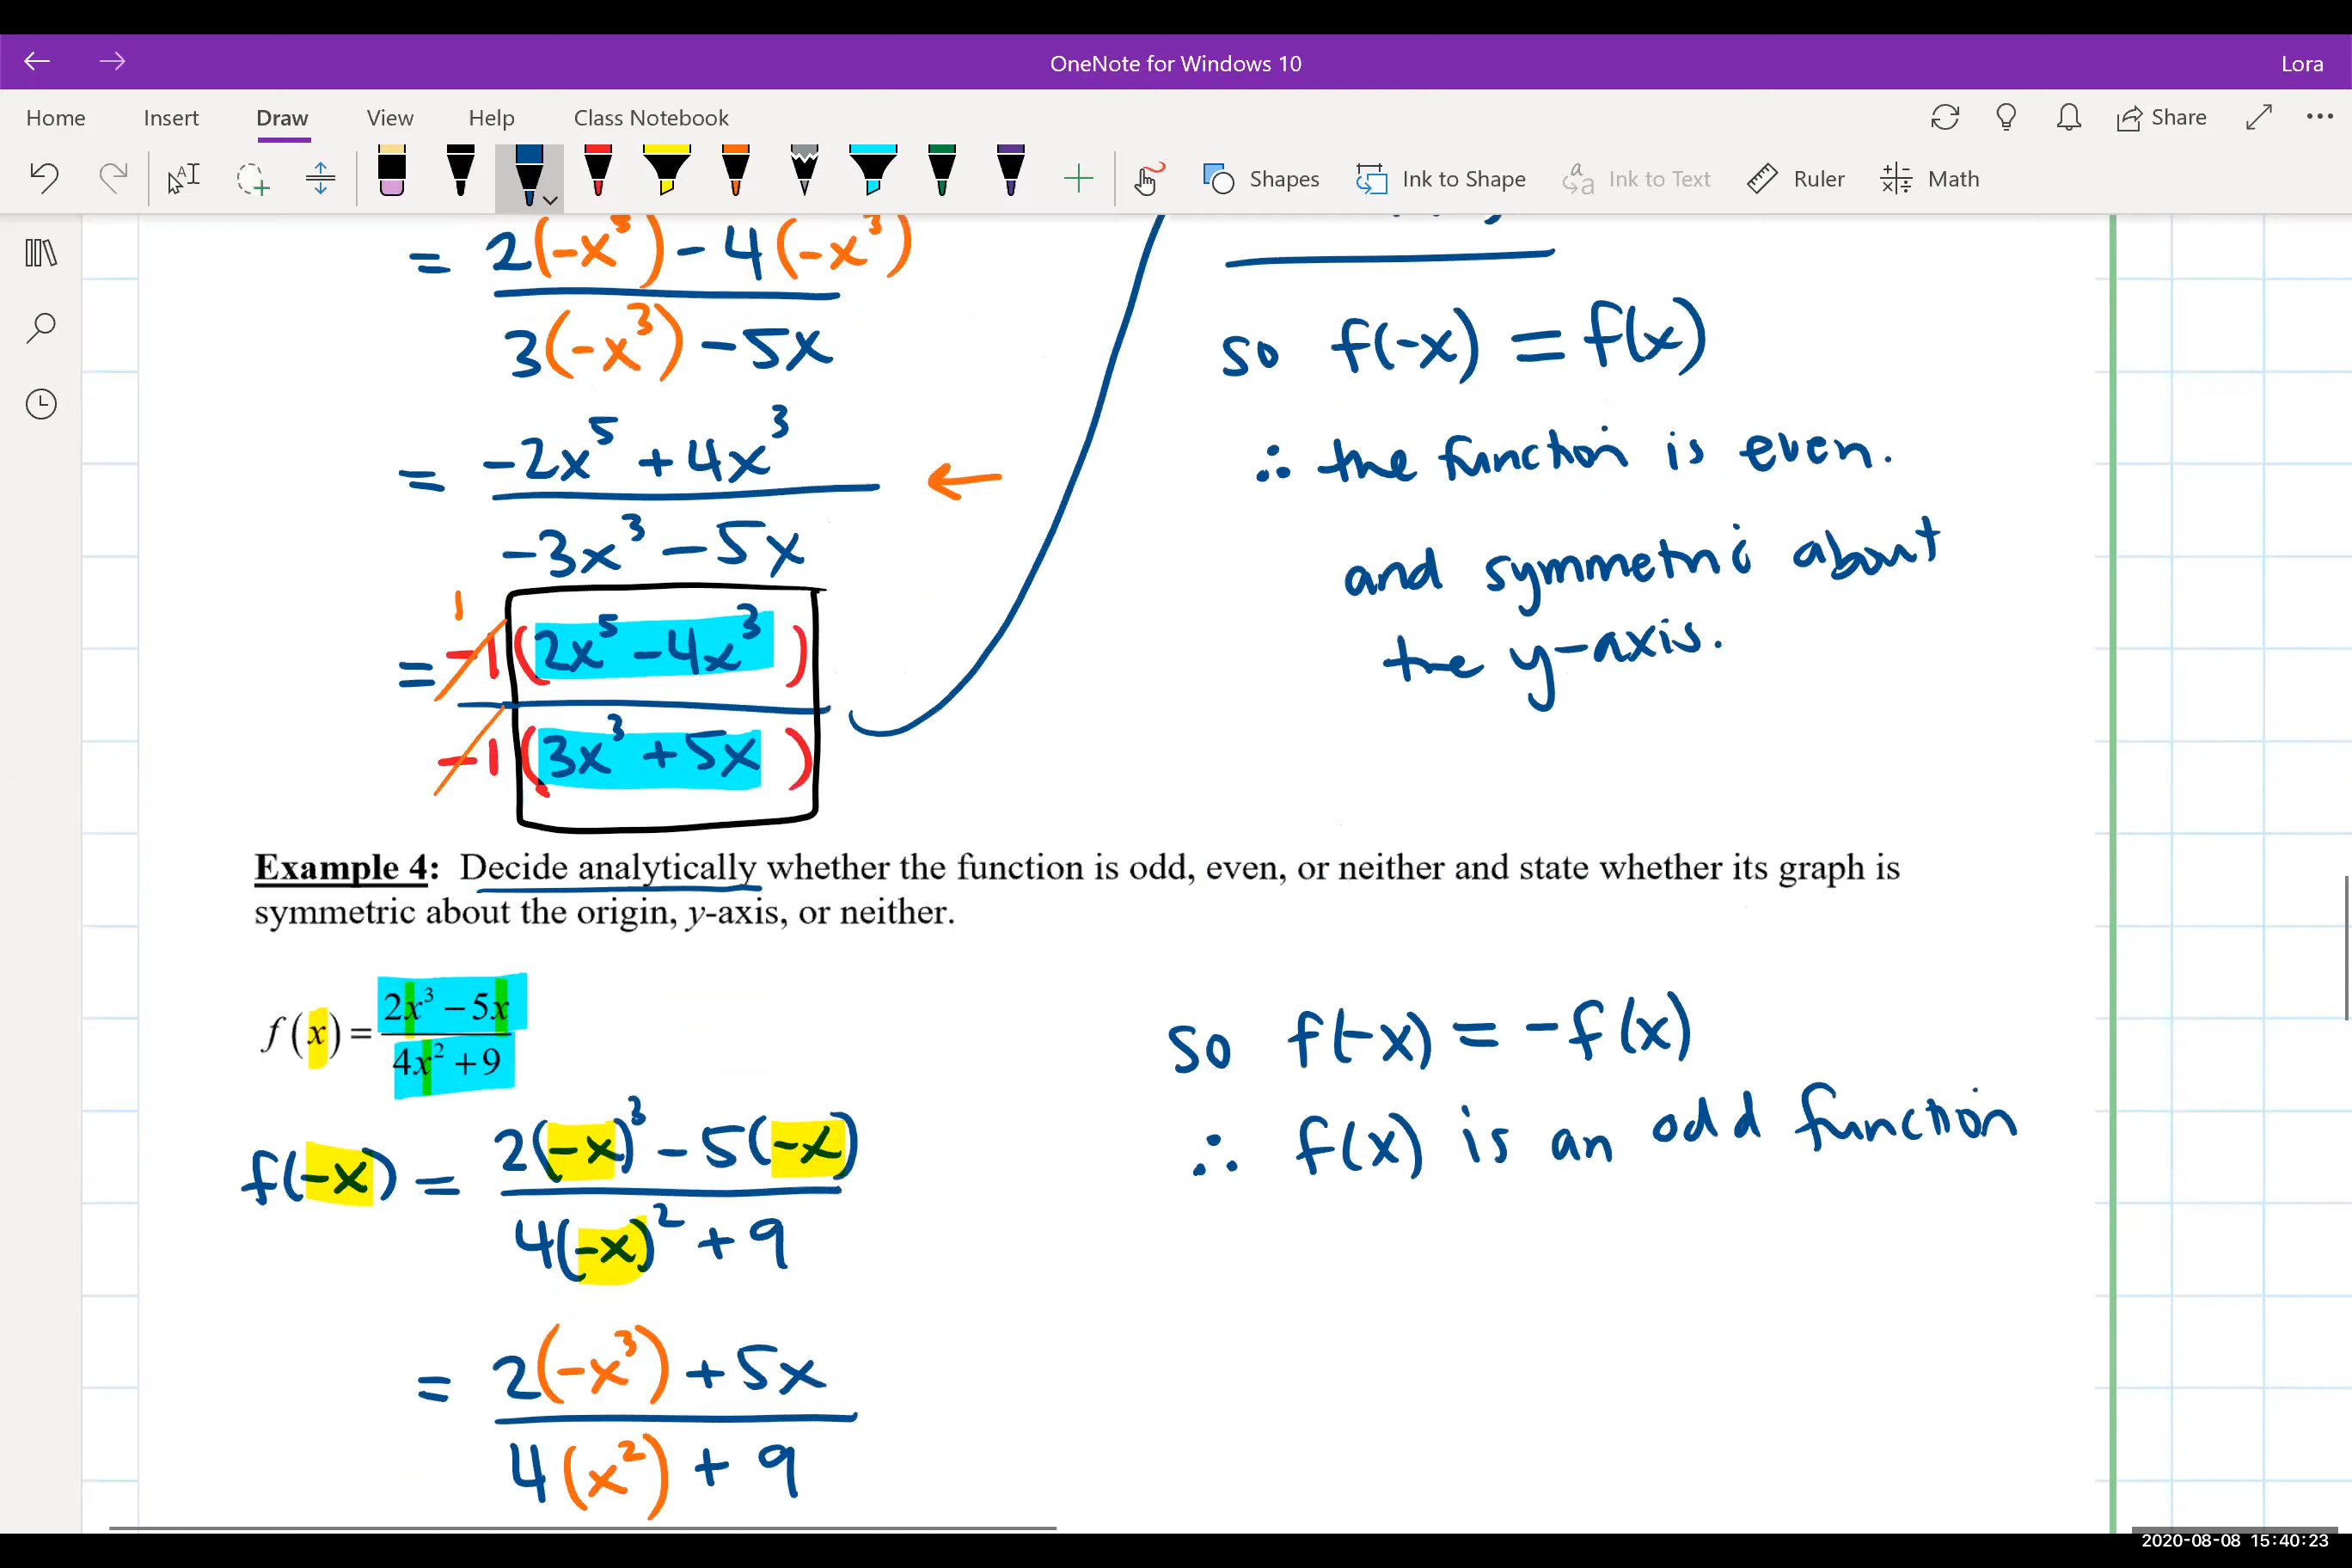 OneNote for Windows 10
Lora
Home Insert Draw View Help Class Notebook
Share
Shapes Ink to Shape Ink to Text Ruler Math
= 2(-x⁵) - 4(-x³)
3(-x³) - 5x
= -2x⁵ + 4x³
-3x³ - 5x
1
= -1(2x⁵ - 4x³)
-1(3x³ + 5x)
so f(-x) = f(x)
∴ the function is even.
and symmetric about
the y-axis.
Example 4: Decide analytically whether the function is odd, even, or neither and state whether its graph is
symmetric about the origin, y-axis, or neither.
f(x) = 2x³ - 5x
4x² + 9
f(-x) = 2(-x)³ - 5(-x)
4(-x)² + 9
= 2(-x³) + 5x
4(x²) + 9
so f(-x) = -f(x)
∴ f(x) is an odd function
2020-08-08 15:40:23